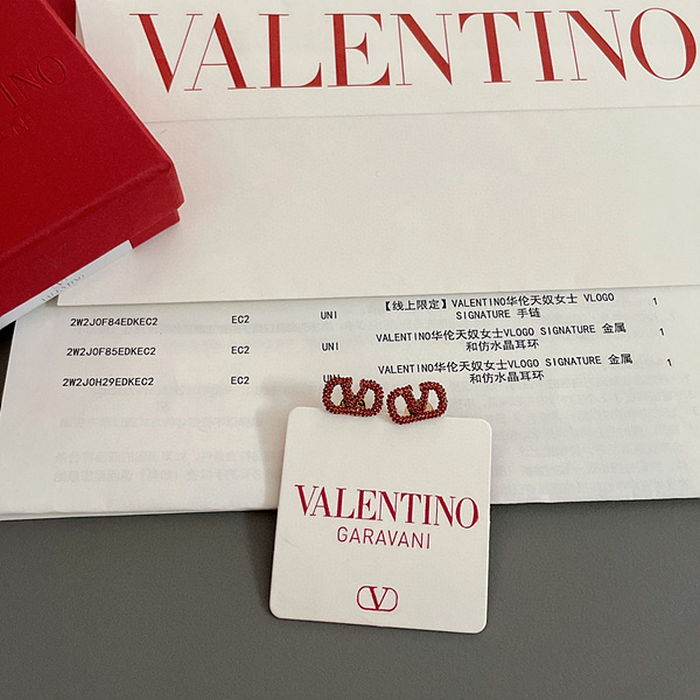 VALENTINO
INO
2W2J0F84EDKEC2 EC2 UNI 【线上限定】VALENTINO华伦天奴女士 VLOGO SIGNATURE 手链 1
2W2J0F85EDKEC2 EC2 UNI VALENTINO华伦天奴女士VLOGO SIGNATURE 金属和仿水晶耳环 1
2W2J0H29EDKEC2 EC2 VALENTINO华伦天奴女士VLOGO SIGNATURE 金属和仿水晶耳环 1
VALENTINO
GARAVANI
V